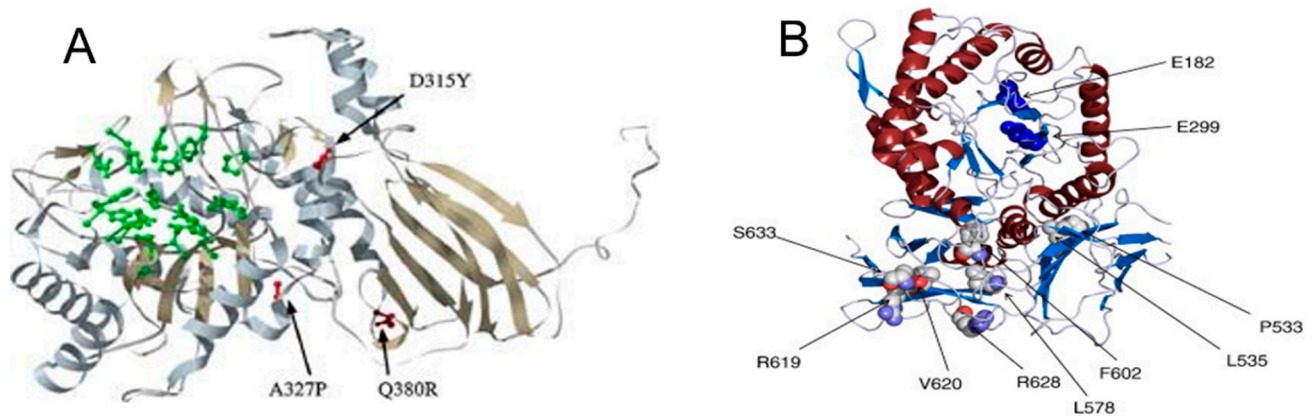 A
D315Y
A327P
Q380R
B
E182
E299
S633
P533
R619
L535
V620
R628
F602
L578